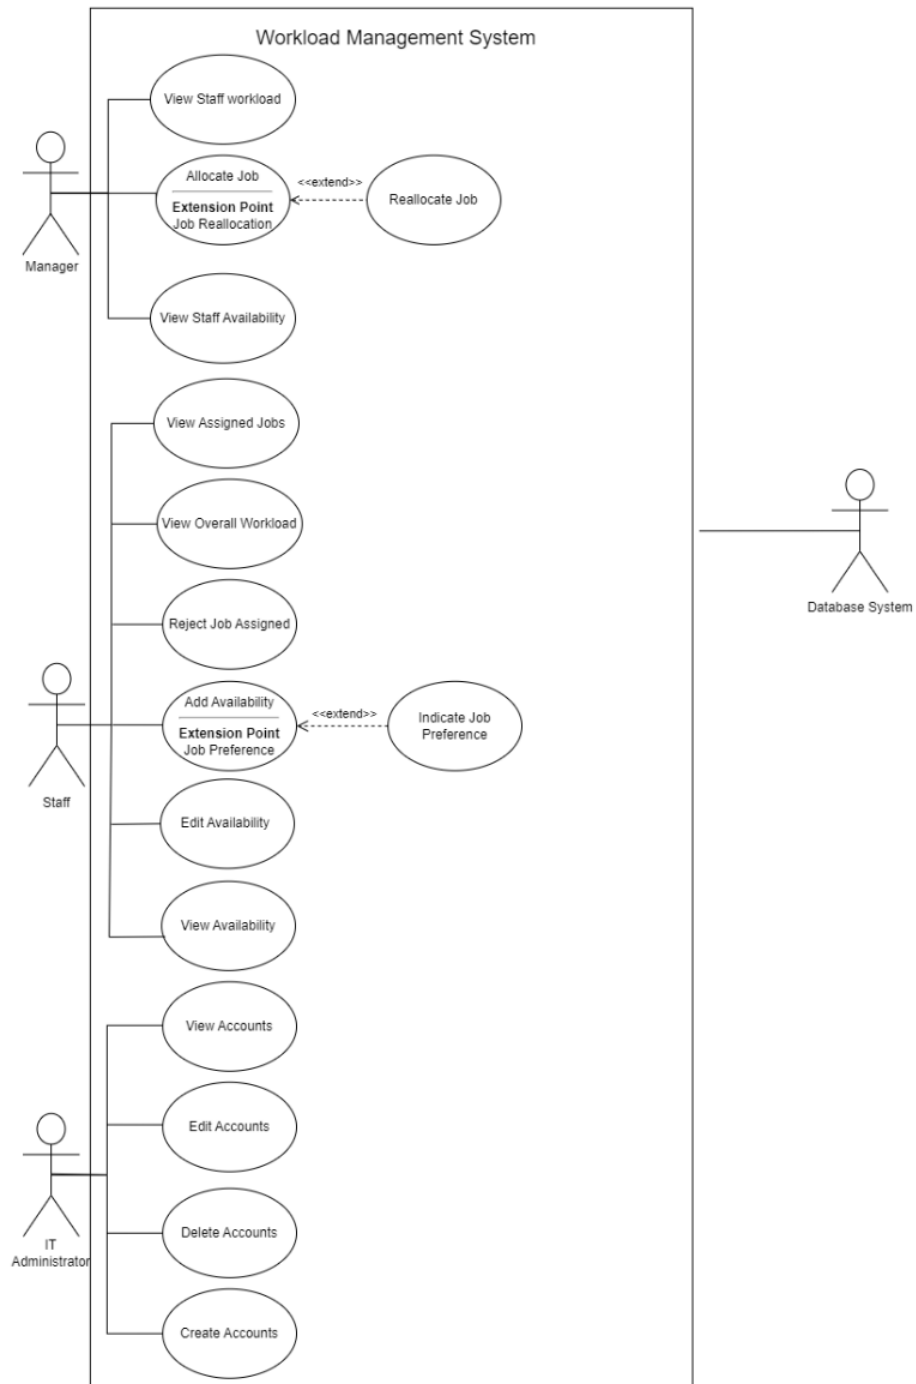 Workload Management System
View Staff workload
Allocate Job
Extension Point
Job Reallocation
<<extend>>
Reallocate Job
Manager
View Staff Availability
View Assigned Jobs
View Overall Workload
Database System
Reject Job Assigned
Add Availability
Extension Point
Job Preference
<<extend>>
Indicate Job
Preference
Staff
Edit Availability
View Availability
View Accounts
Edit Accounts
IT
Administrator
Delete Accounts
Create Accounts